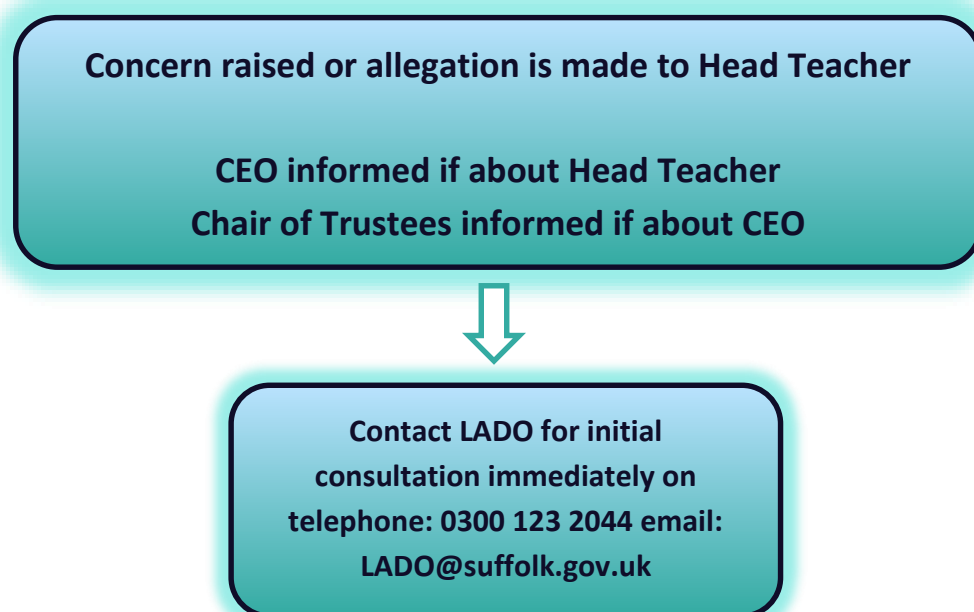 Concern raised or allegation is made to Head Teacher
CEO informed if about Head Teacher
Chair of Trustees informed if about CEO
Contact LADO for initial
consultation immediately on
telephone: 0300 123 2044 email:
LADO@suffolk.gov.uk